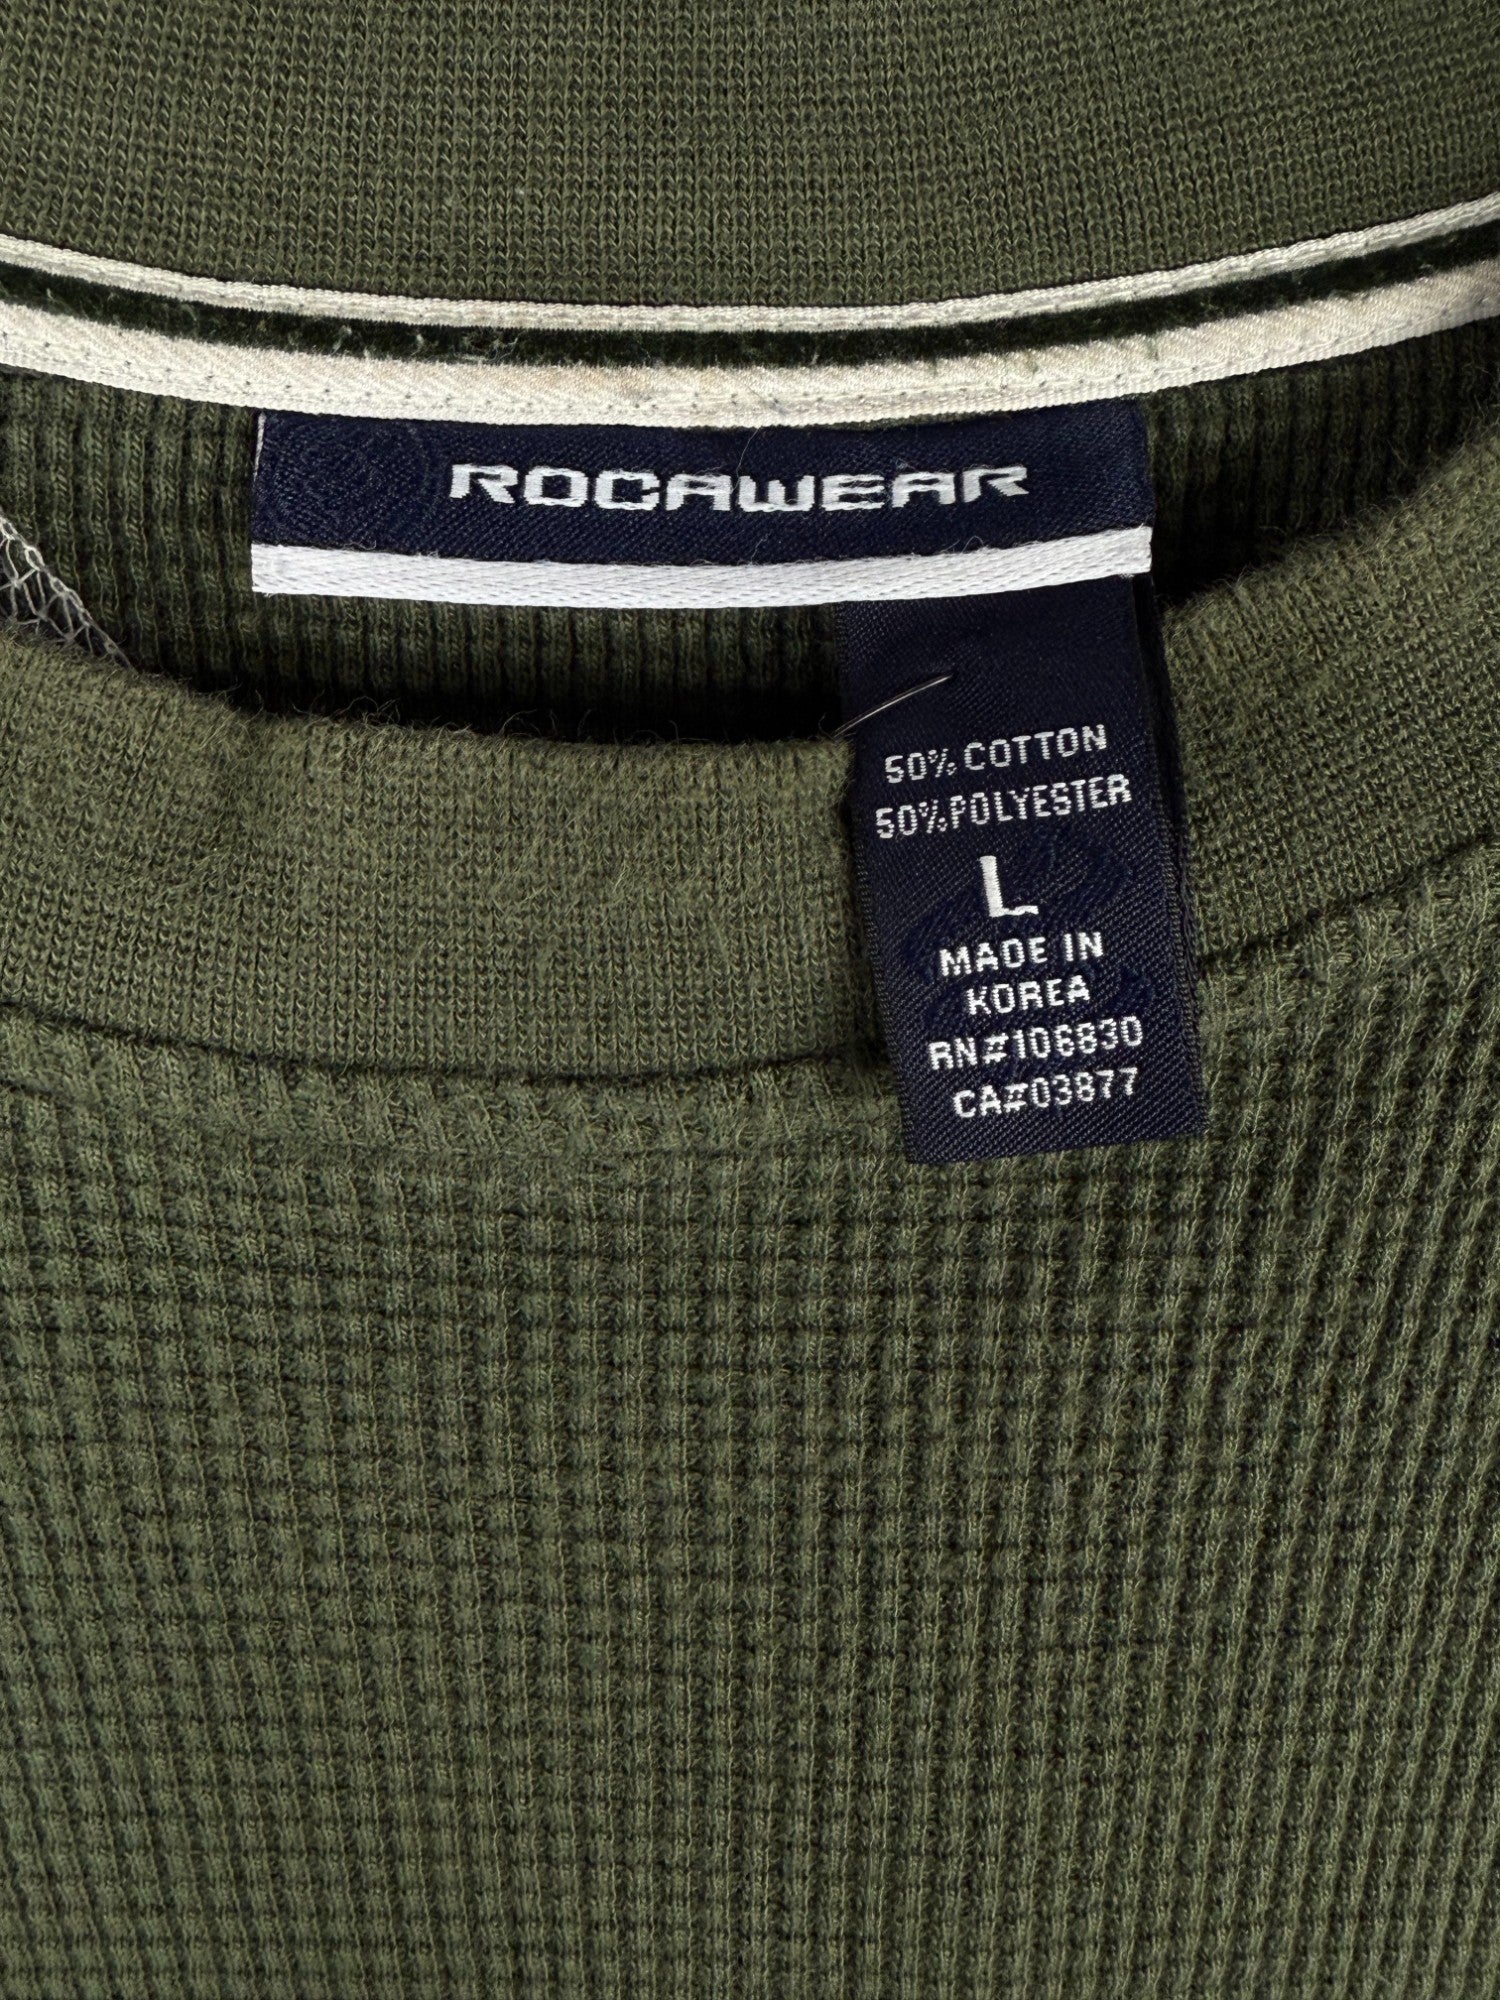 ROCAWEAR
50% COTTON
50% POLYESTER
L
MADE IN
KOREA
RN#106830
CA#03877